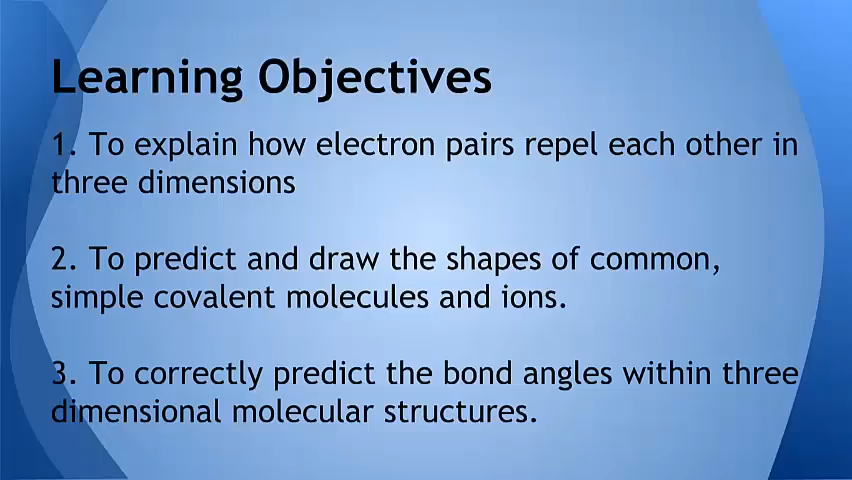 Learning Objectives
1. To explain how electron pairs repel each other in
three dimensions
2. To predict and draw the shapes of common,
simple covalent molecules and ions.
3. To correctly predict the bond angles within three
dimensional molecular structures.